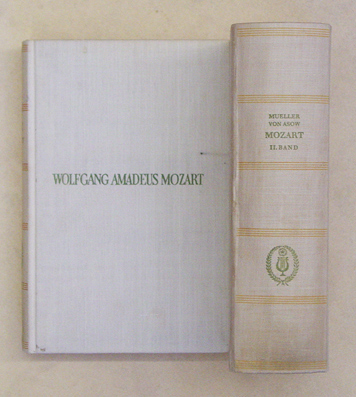 WOLFGANG AMADEUS MOZART
MUELLER
VON ASOW
MOZART
II. BAND